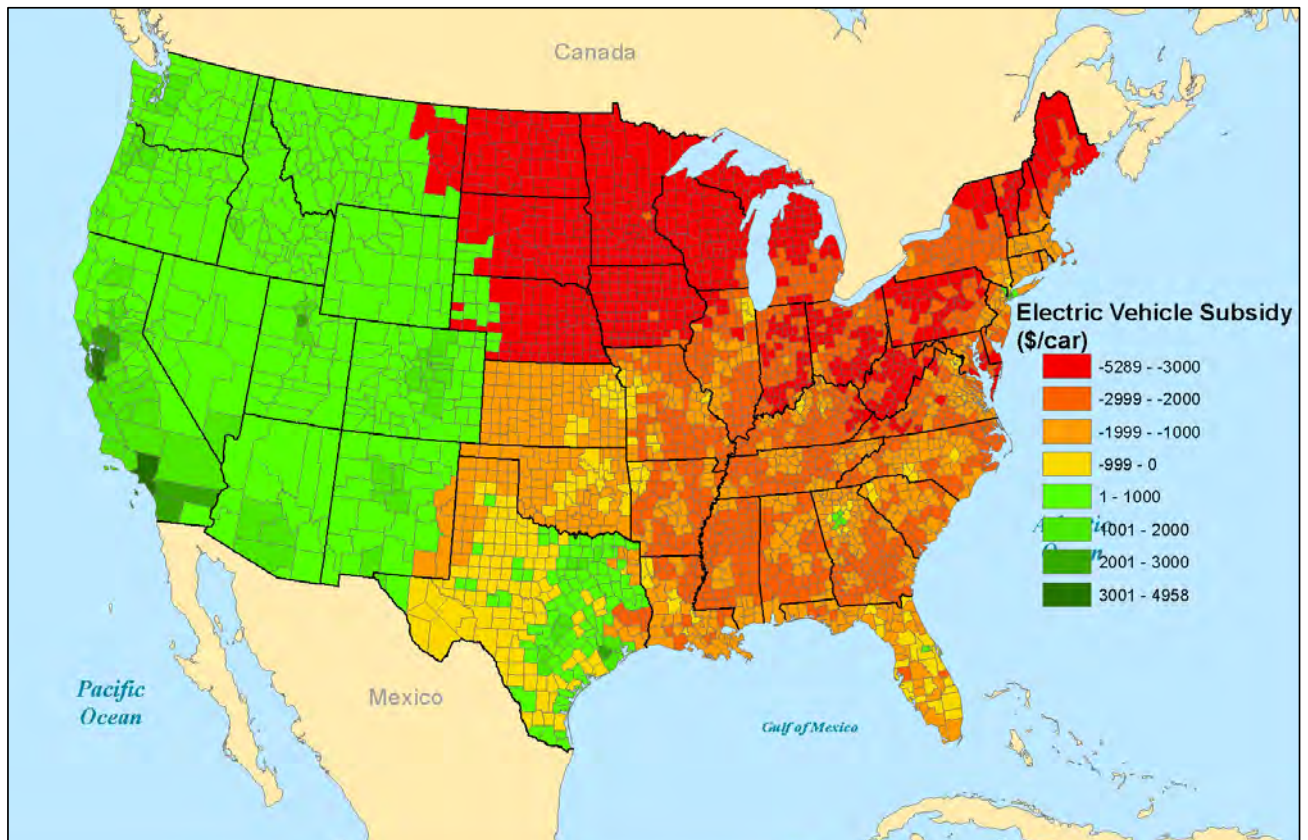 Canada
Electric Vehicle Subsidy
($/car)
-5289 - -3000
-2999 - -2000
-1999 - -1000
-999 - 0
1 - 1000
1001 - 2000
2001 - 3000
3001 - 4958
Pacific
Ocean
Mexico
Gulf of Mexico